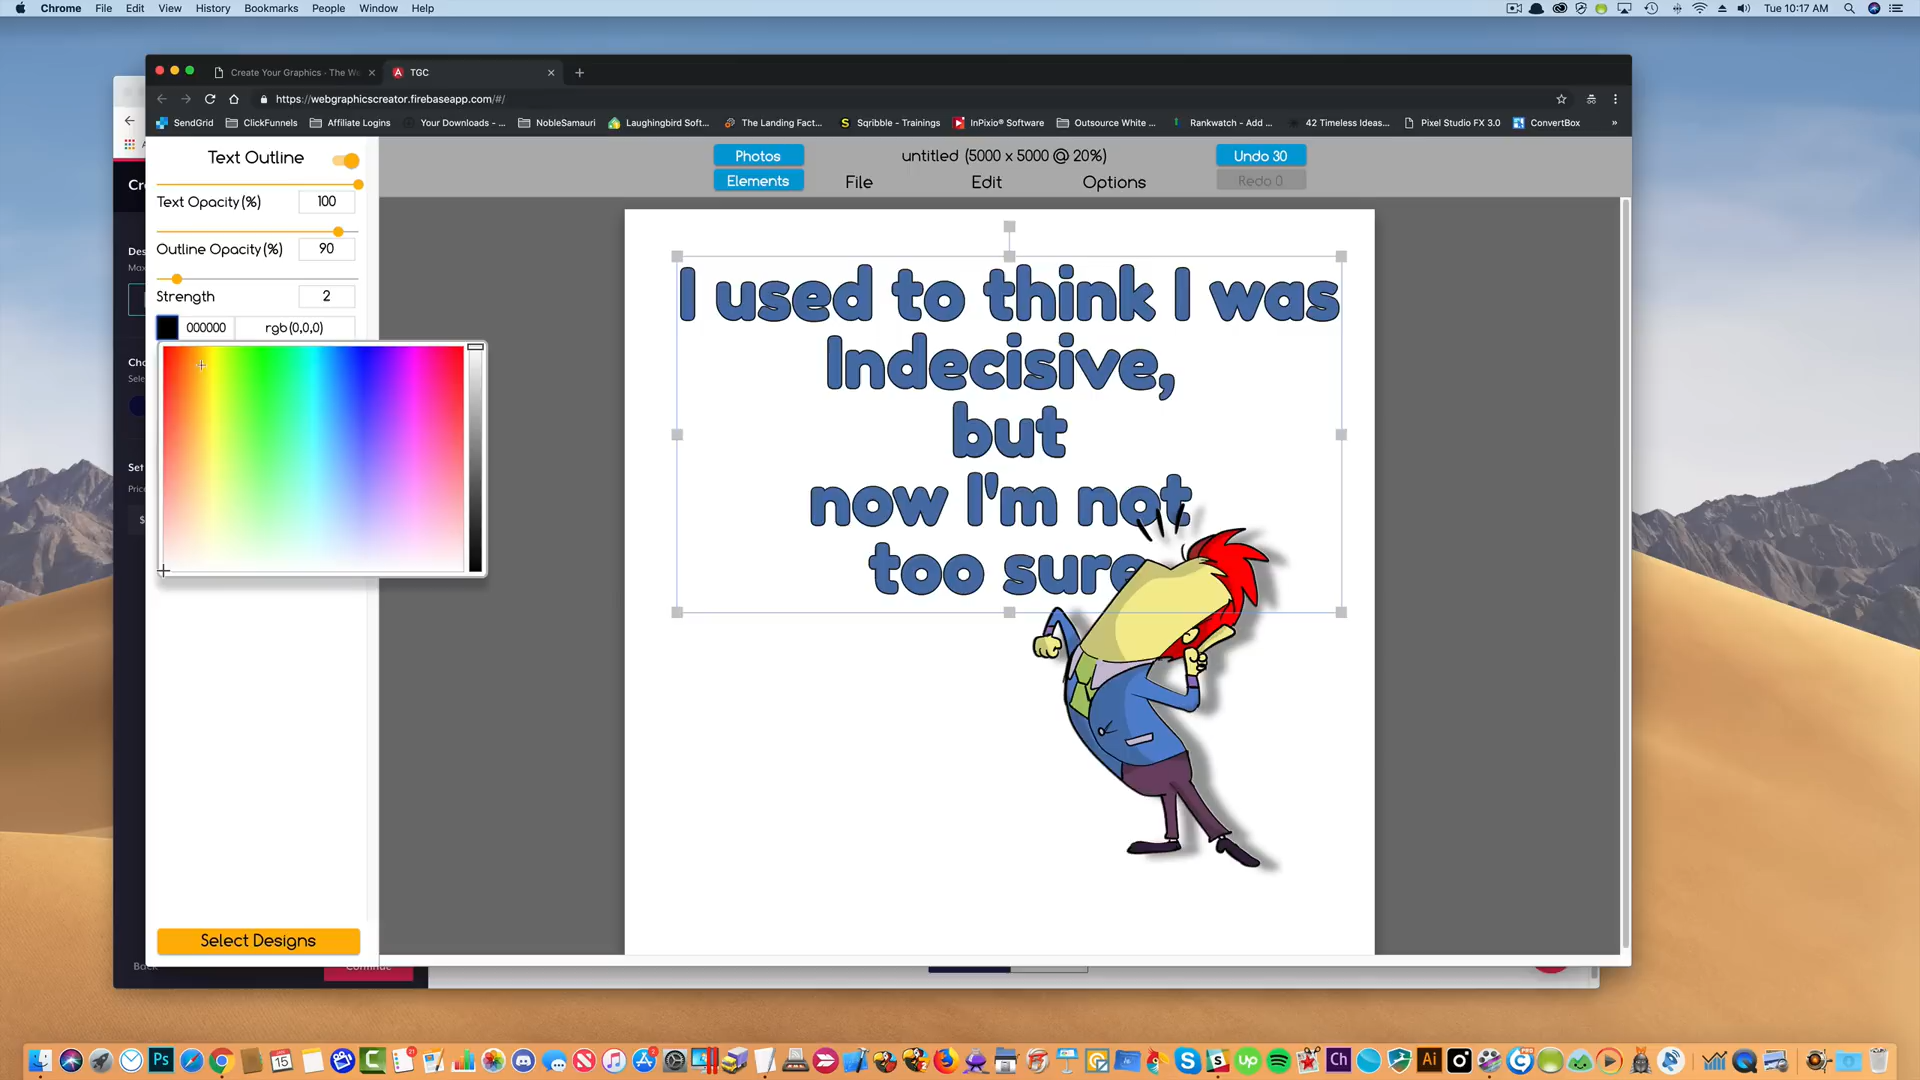 Chrome File Edit View History Bookmarks People Window Help
Tue 10:17 AM
Create Your Graphics - The We
TGC
https://webgraphicscreator.firebaseapp.com/#/
SendGrid ClickFunnels Affiliate Logins Your Downloads - ... NobleSamurai Laughingbird Soft... The Landing Fact... Sqribble - Trainings InPixio® Software Outsource White ... Rankwatch - Add ... 42 Timeless Ideas... Pixel Studio FX 3.0 ConvertBox »
Text Outline
Photos
untitled (5000 x 5000 @ 20%)
Undo 30
Elements
File Edit Options
Redo 0
Text Opacity (%) 100
Outline Opacity (%) 90
Strength 2
000000 rgb(0,0,0)
I used to think I was
Indecisive,
but
now I'm not
too sure
Select Designs
Back
Continue